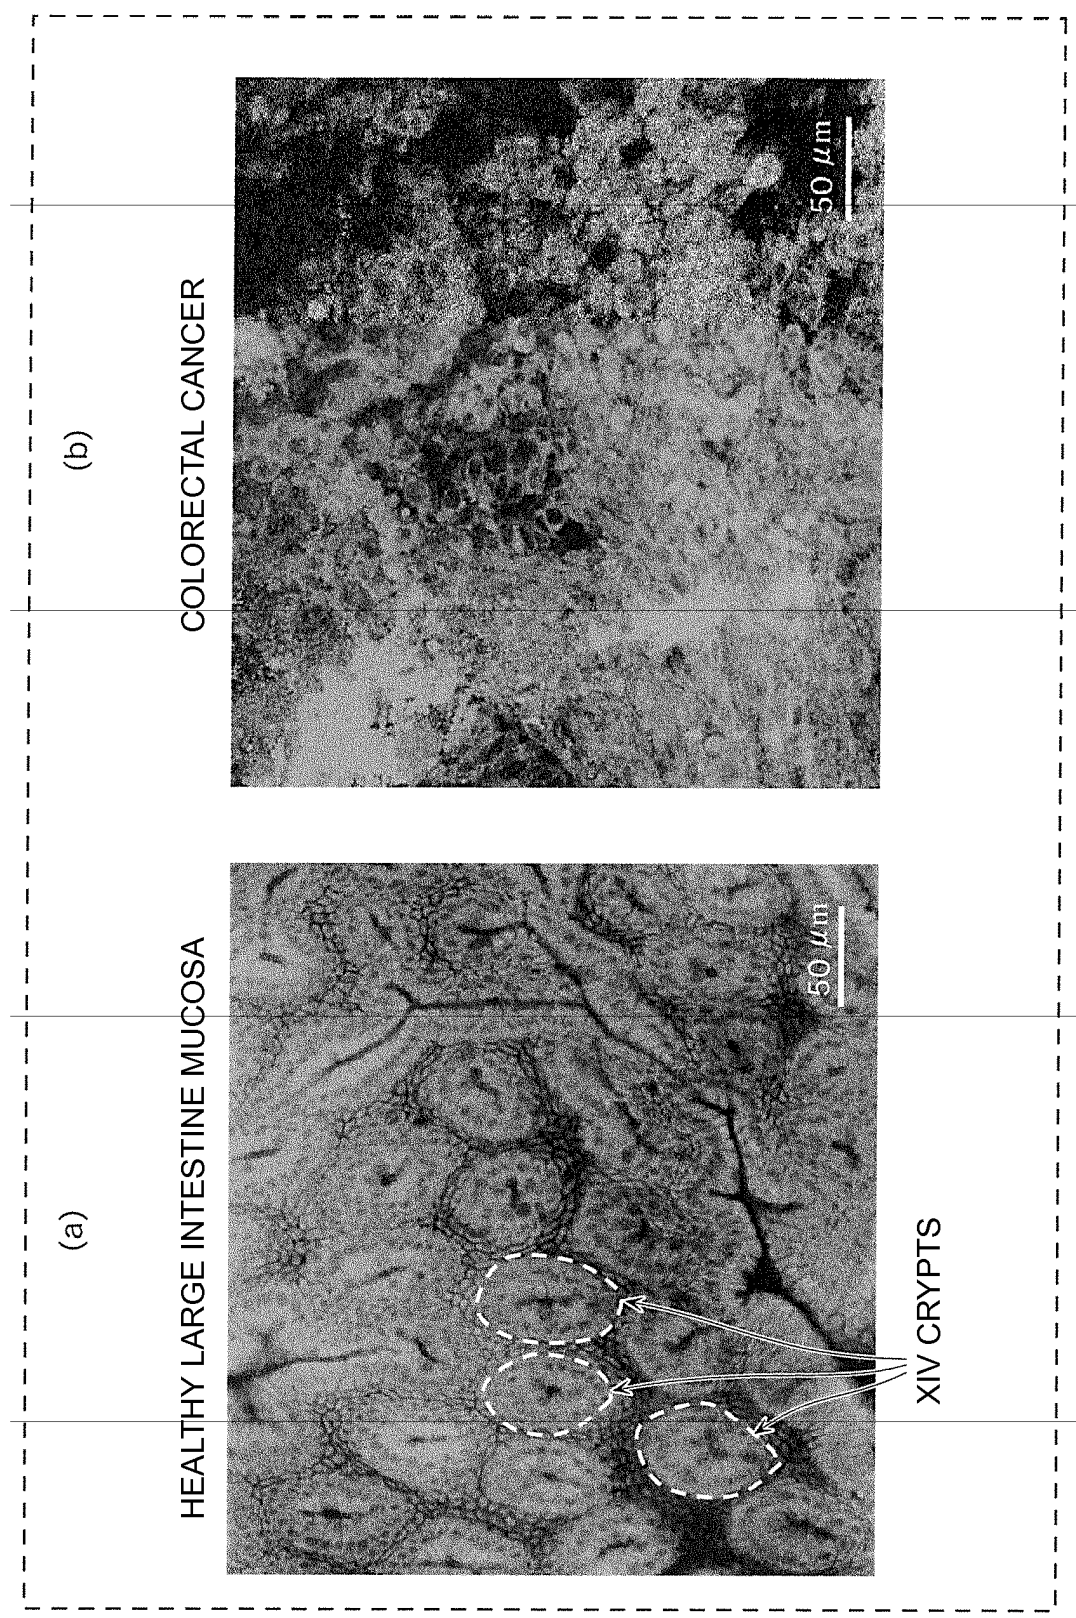 (a)
HEALTHY LARGE INTESTINE MUCOSA
50 μm
XIV CRYPTS
(b)
COLORECTAL CANCER
50 μm